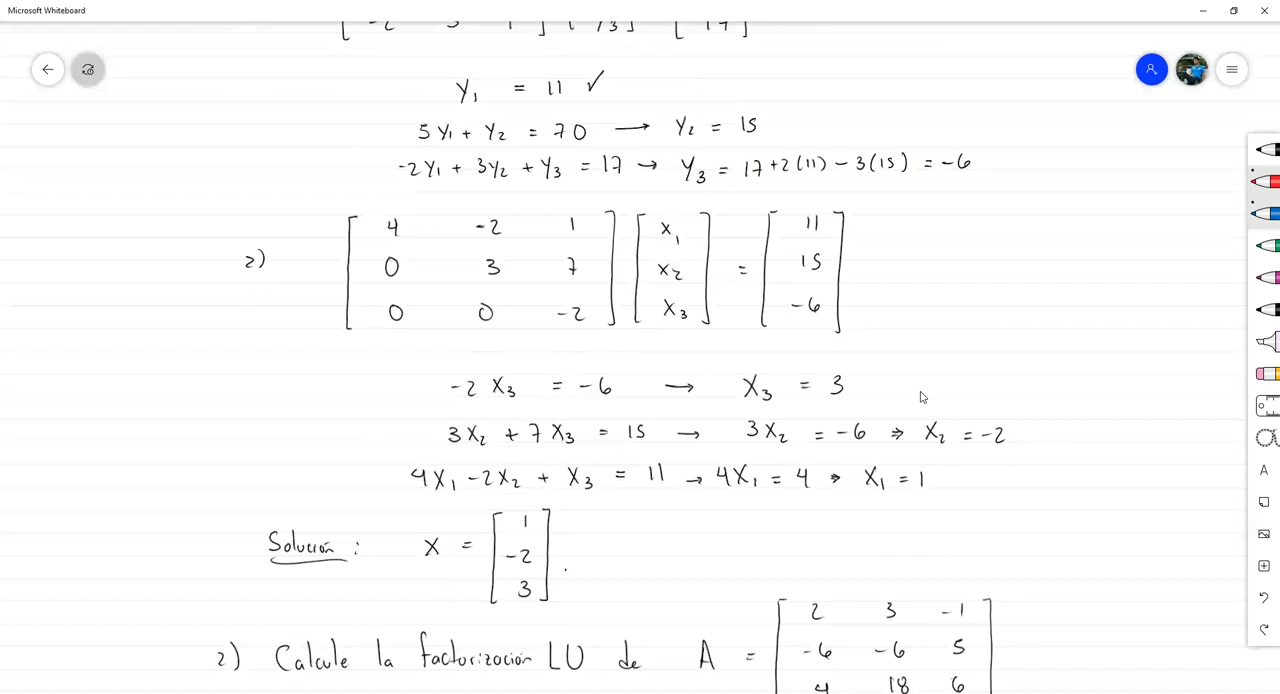 Microsoft Whiteboard
Y₁ = 11 ✓
5Y₁ + Y₂ = 70 → Y₂ = 15
-2Y₁ + 3Y₂ + Y₃ = 17 → Y₃ = 17 + 2(11) - 3(15) = -6
2) [ 4 -2 1 ] [ x₁ ] = [ 11 ]
[ 0 3 7 ] [ x₂ ] [ 15 ]
[ 0 0 -2 ] [ x₃ ] [ -6 ]
-2 X₃ = -6 → X₃ = 3
3X₂ + 7X₃ = 15 → 3X₂ = -6 ⇒ X₂ = -2
4X₁ - 2X₂ + X₃ = 11 → 4X₁ = 4 ⇒ X₁ = 1
Solución : X = [ 1 ]
[ -2 ]
[ 3 ] .
2) Calcule la factorización LU de A = [ 2 3 -1 ]
[ -6 -6 5 ]
[ 4 18 6 ]
A